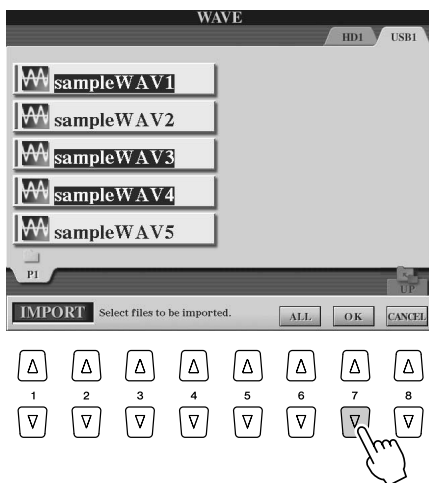 WAVE
HD1 USB1
sampleWAV1
sampleWAV2
sampleWAV3
sampleWAV4
sampleWAV5
P1
UP
IMPORT Select files to be imported. ALL OK CANCEL
1 2 3 4 5 6 7 8